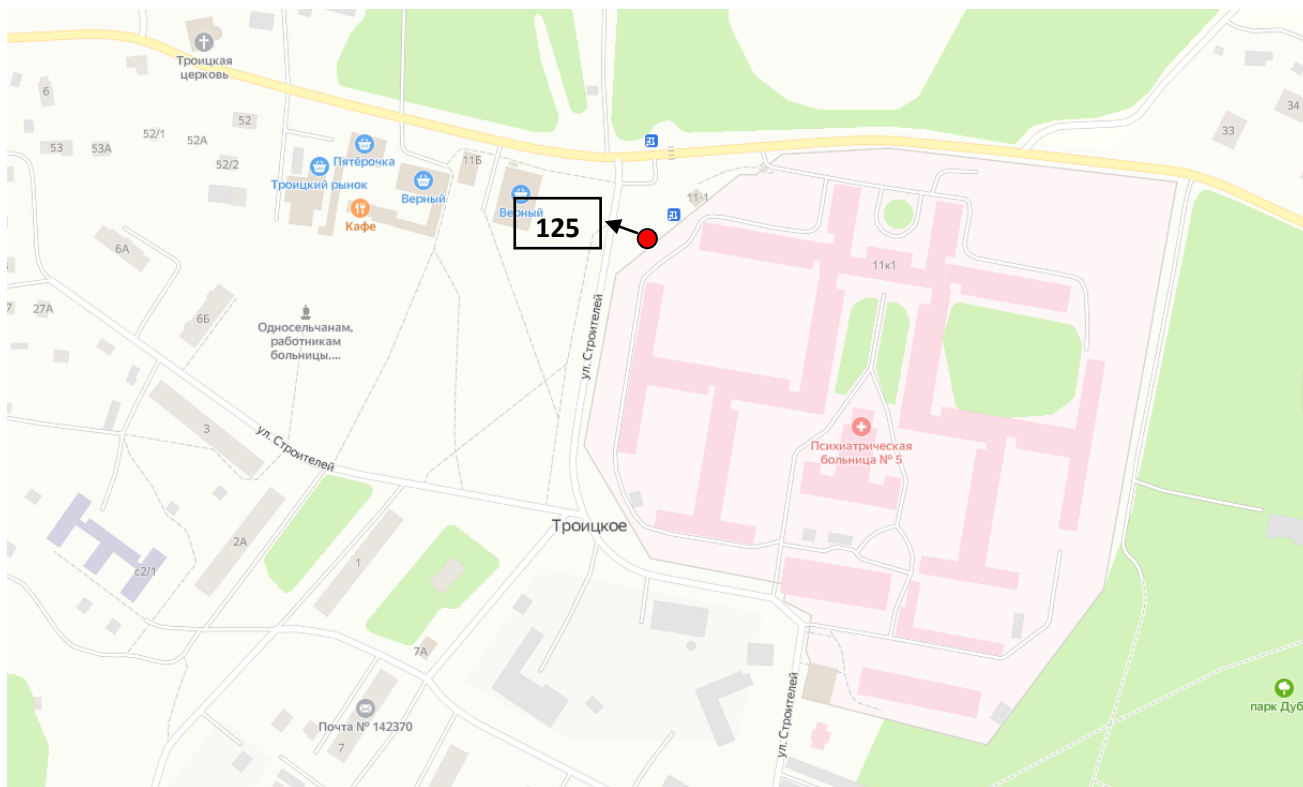 Троицкая
церковь
6
53
53А
52/1
52А
52
52/2
34
33
Пятёрочка
Троицкий рынок
Кафе
Верный
11Б
Верный
11-1
125
11к1
6А
7
27А
6Б
Односельчанам,
работникам
больницы,...
ул. Строителей
3
ул. Строителей
Психиатрическая
больница № 5
Троицкое
2А
1
с2/1
7А
Почта № 142370
7
ул. Строителей
парк Дуб